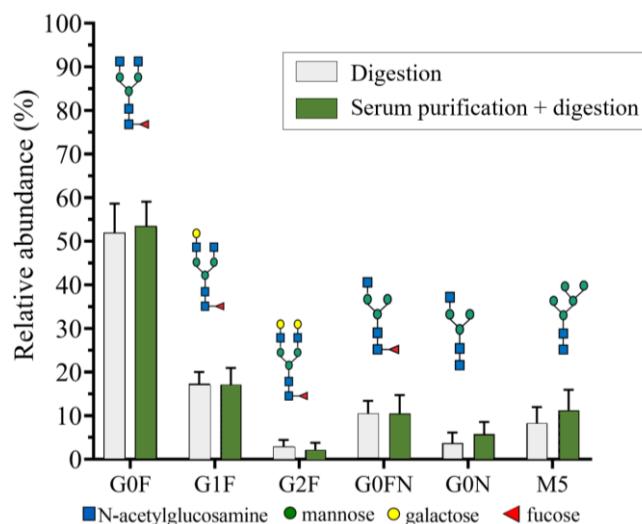 Relative abundance (%)
100
90
80
70
60
50
40
30
20
10
0
Digestion
Serum purification + digestion
G0F G1F G2F G0FN G0N M5
N-acetylglucosamine mannose galactose fucose